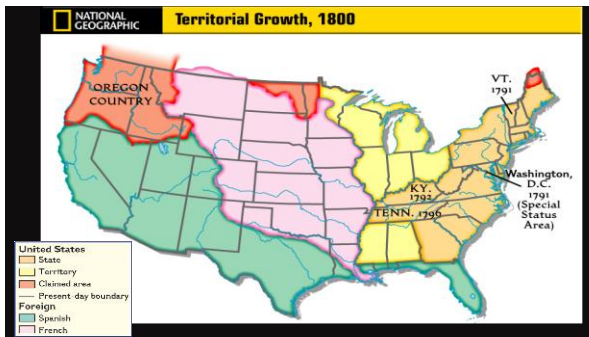 NATIONAL
GEOGRAPHIC
Territorial Growth, 1800
OREGON
COUNTRY
VT.
1791
Washington,
D.C.
1791
(Special
Status
Area)
KY.
1792
TENN. 1796
United States
State
Territory
Claimed area
Present-day boundary
Foreign
Spanish
French